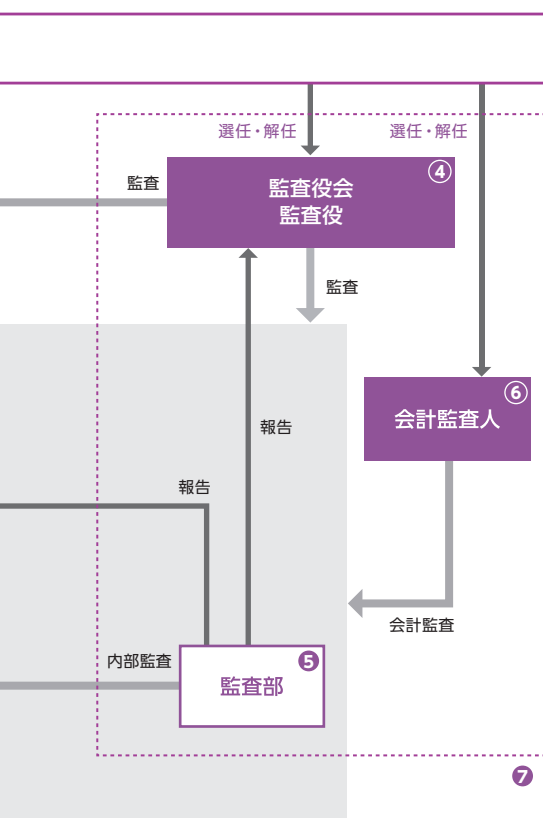 選任・解任
選任・解任
監査
④
監査役会
監査役
監査
⑥
会計監査人
報告
報告
会計監査
内部監査
❺
監査部
❼